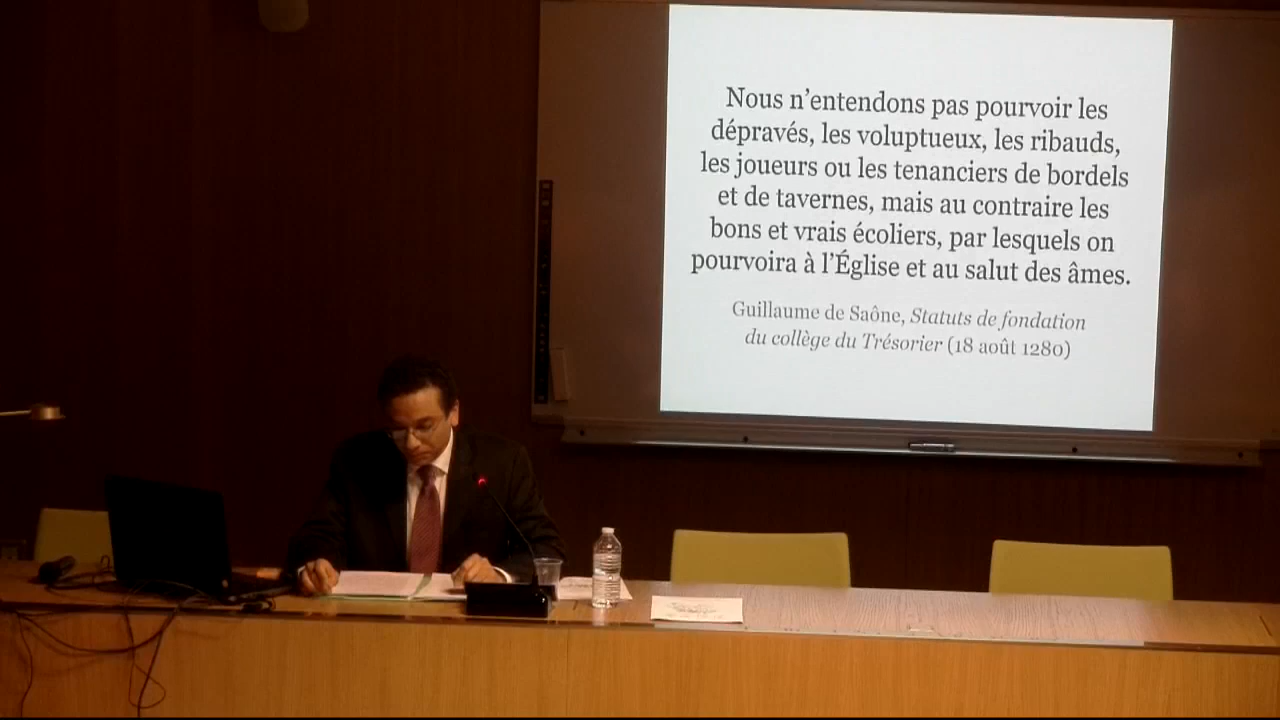 Nous n’entendons pas pourvoir les
dépravés, les voluptueux, les ribauds,
les joueurs ou les tenanciers de bordels
et de tavernes, mais au contraire les
bons et vrais écoliers, par lesquels on
pourvoira à l’Église et au salut des âmes.
Guillaume de Saône, Statuts de fondation
du collège du Trésorier (18 août 1280)